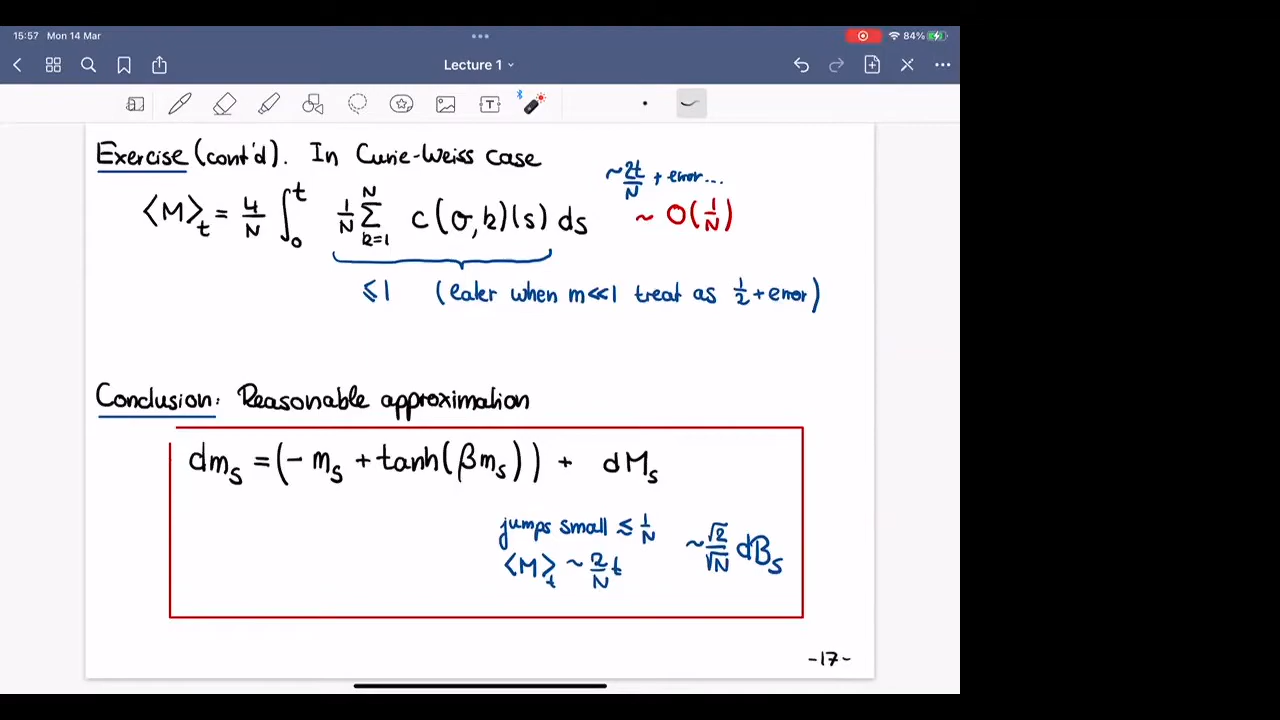 15:57 Mon 14 Mar 84%
Lecture 1
Exercise (cont'd). In Curie-Weiss case
~ 2t/N + error...
⟨M⟩_t = 4/N ∫_0^t 1/N ∑_{k=1}^N c(σ,k)(s) ds ~ O(1/N)
≤1 (later when m<<1 treat as 1/2 + error)
Conclusion: Reasonable approximation
dm_s = (- m_s + tanh(βm_s)) + dM_s
jumps small ≲ 1/N ~ √2/√N dB_s
⟨M⟩_t ~ 2/N t
-17-